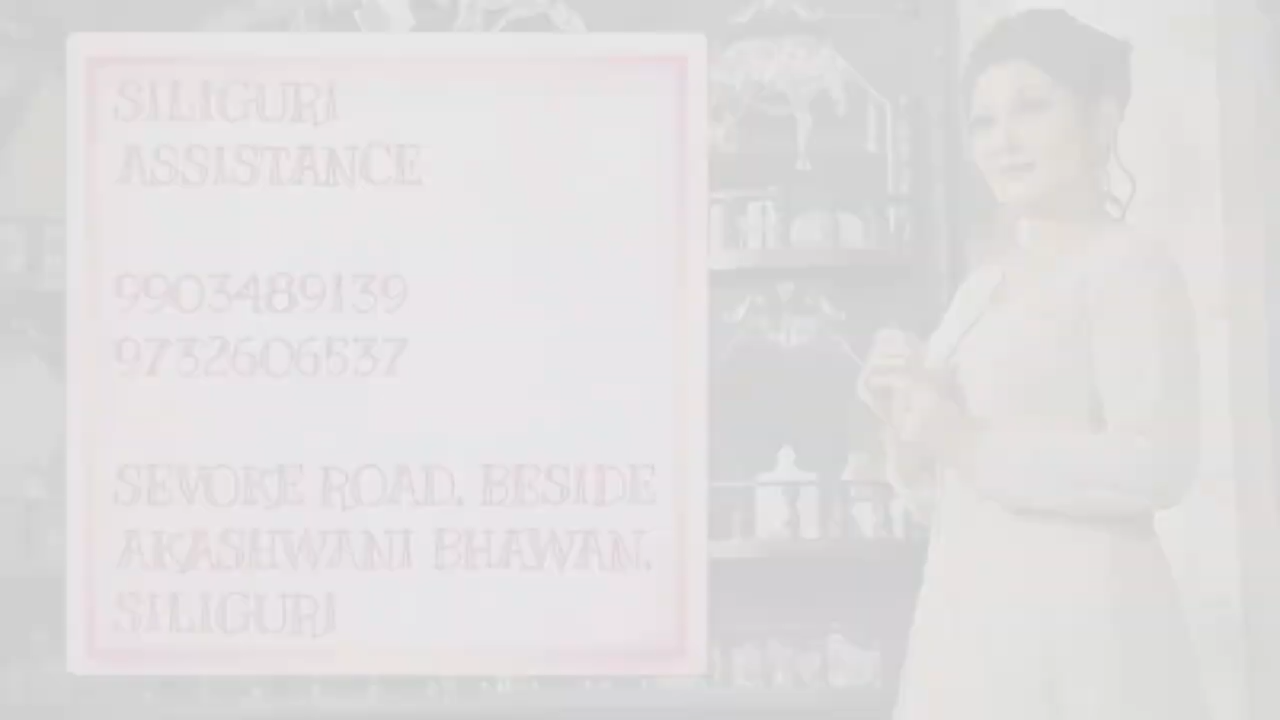 SILIGURI
ASSISTANCE
9903489139
9732606537
SEVOKE ROAD. BESIDE
AKASHWANI BHAWAN.
SILIGURI